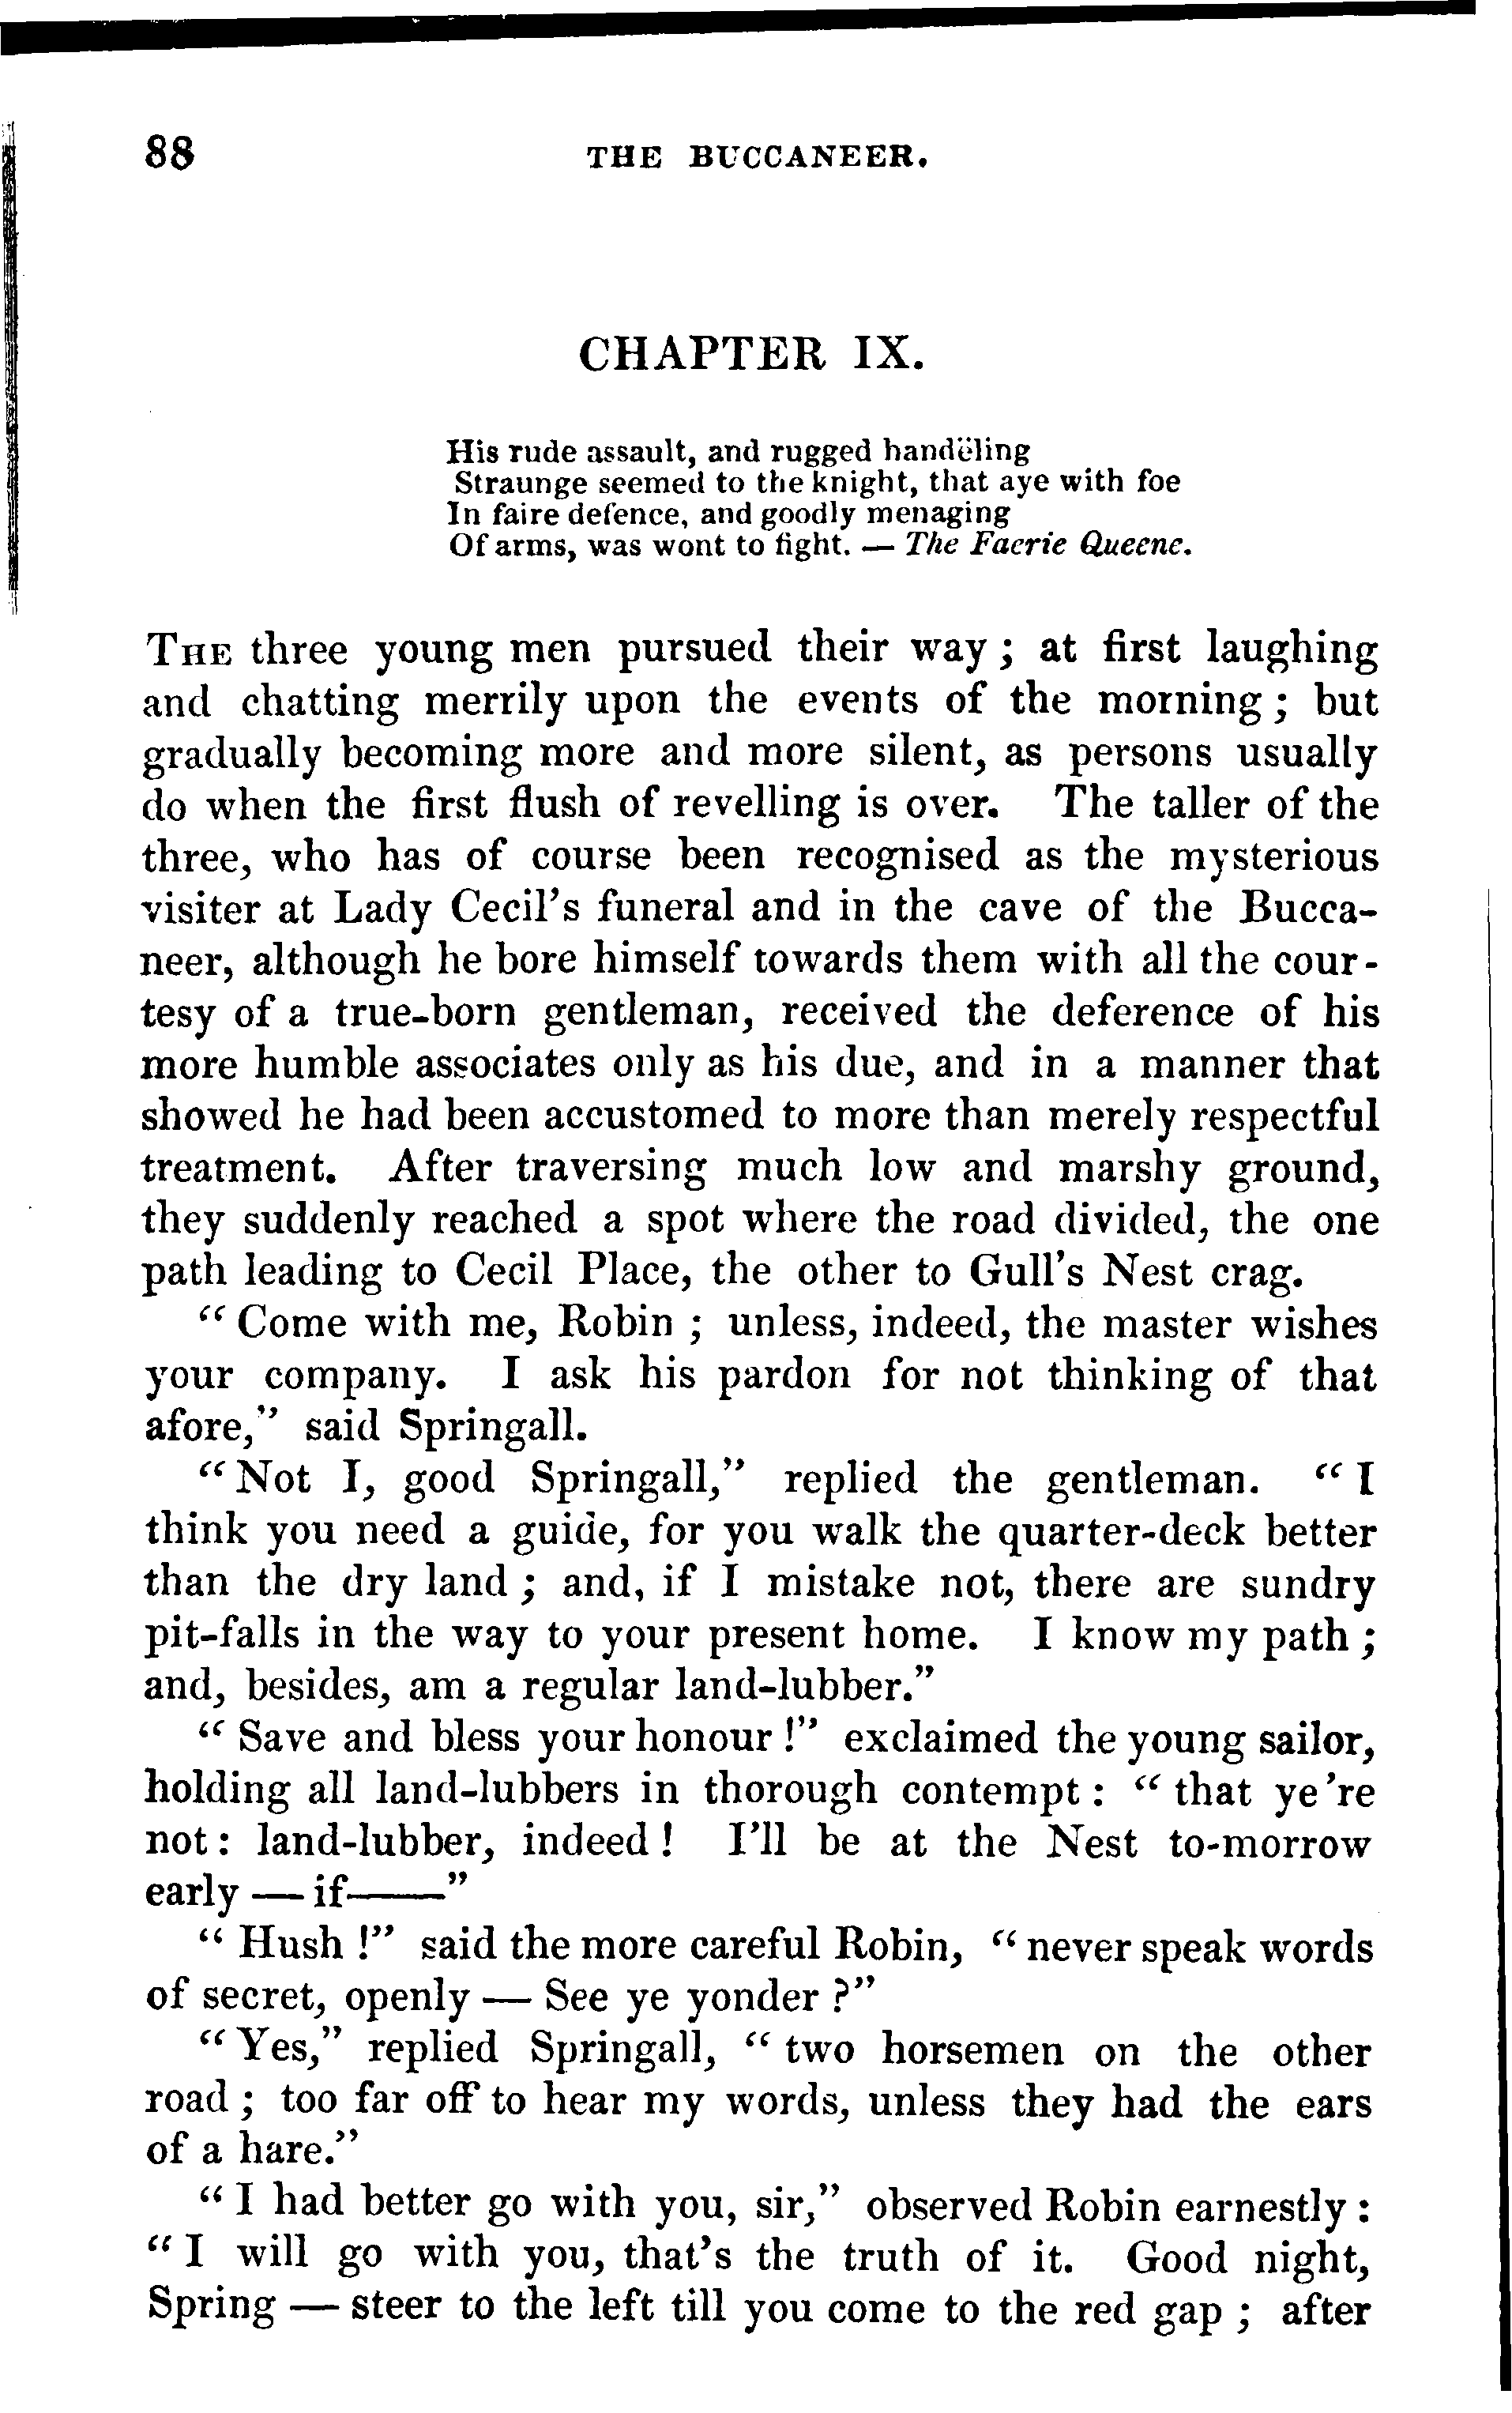 88 THE BUCCANEER.
CHAPTER IX.
His rude assault, and rugged handëling
Straunge seemed to the knight, that aye with foe
In faire defence, and goodly menaging
Of arms, was wont to fight. — The Faerie Queene.
THE three young men pursued their way; at first laughing
and chatting merrily upon the events of the morning; but
gradually becoming more and more silent, as persons usually
do when the first flush of revelling is over. The taller of the
three, who has of course been recognised as the mysterious
visiter at Lady Cecil's funeral and in the cave of the Bucca-
neer, although he bore himself towards them with all the cour-
tesy of a true-born gentleman, received the deference of his
more humble associates only as his due, and in a manner that
showed he had been accustomed to more than merely respectful
treatment. After traversing much low and marshy ground,
they suddenly reached a spot where the road divided, the one
path leading to Cecil Place, the other to Gull's Nest crag.
"Come with me, Robin; unless, indeed, the master wishes
your company. I ask his pardon for not thinking of that
afore," said Springall.
"Not I, good Springall," replied the gentleman. "I
think you need a guide, for you walk the quarter-deck better
than the dry land; and, if I mistake not, there are sundry
pit-falls in the way to your present home. I know my path;
and, besides, am a regular land-lubber."
"Save and bless your honour!" exclaimed the young sailor,
holding all land-lubbers in thorough contempt: "that ye 're
not: land-lubber, indeed! I'll be at the Nest to-morrow
early — if——"
"Hush!" said the more careful Robin, "never speak words
of secret, openly — See ye yonder?"
"Yes," replied Springall, "two horsemen on the other
road; too far off to hear my words, unless they had the ears
of a hare."
"I had better go with you, sir," observed Robin earnestly:
"I will go with you, that's the truth of it. Good night,
Spring — steer to the left till you come to the red gap; after